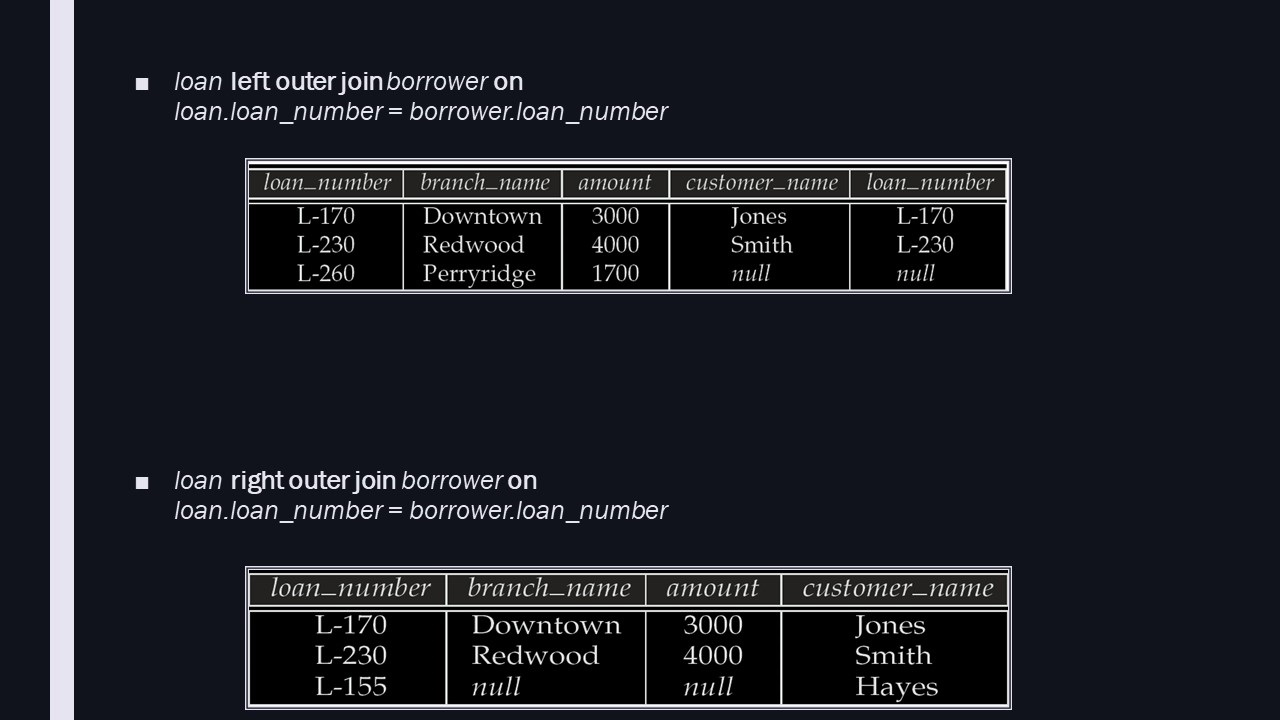 ■ loan left outer join borrower on
loan.loan_number = borrower.loan_number
loan_number branch_name amount customer_name loan_number
L-170 Downtown 3000 Jones L-170
L-230 Redwood 4000 Smith L-230
L-260 Perryridge 1700 null null
■ loan right outer join borrower on
loan.loan_number = borrower.loan_number
loan_number branch_name amount customer_name
L-170 Downtown 3000 Jones
L-230 Redwood 4000 Smith
L-155 null null Hayes